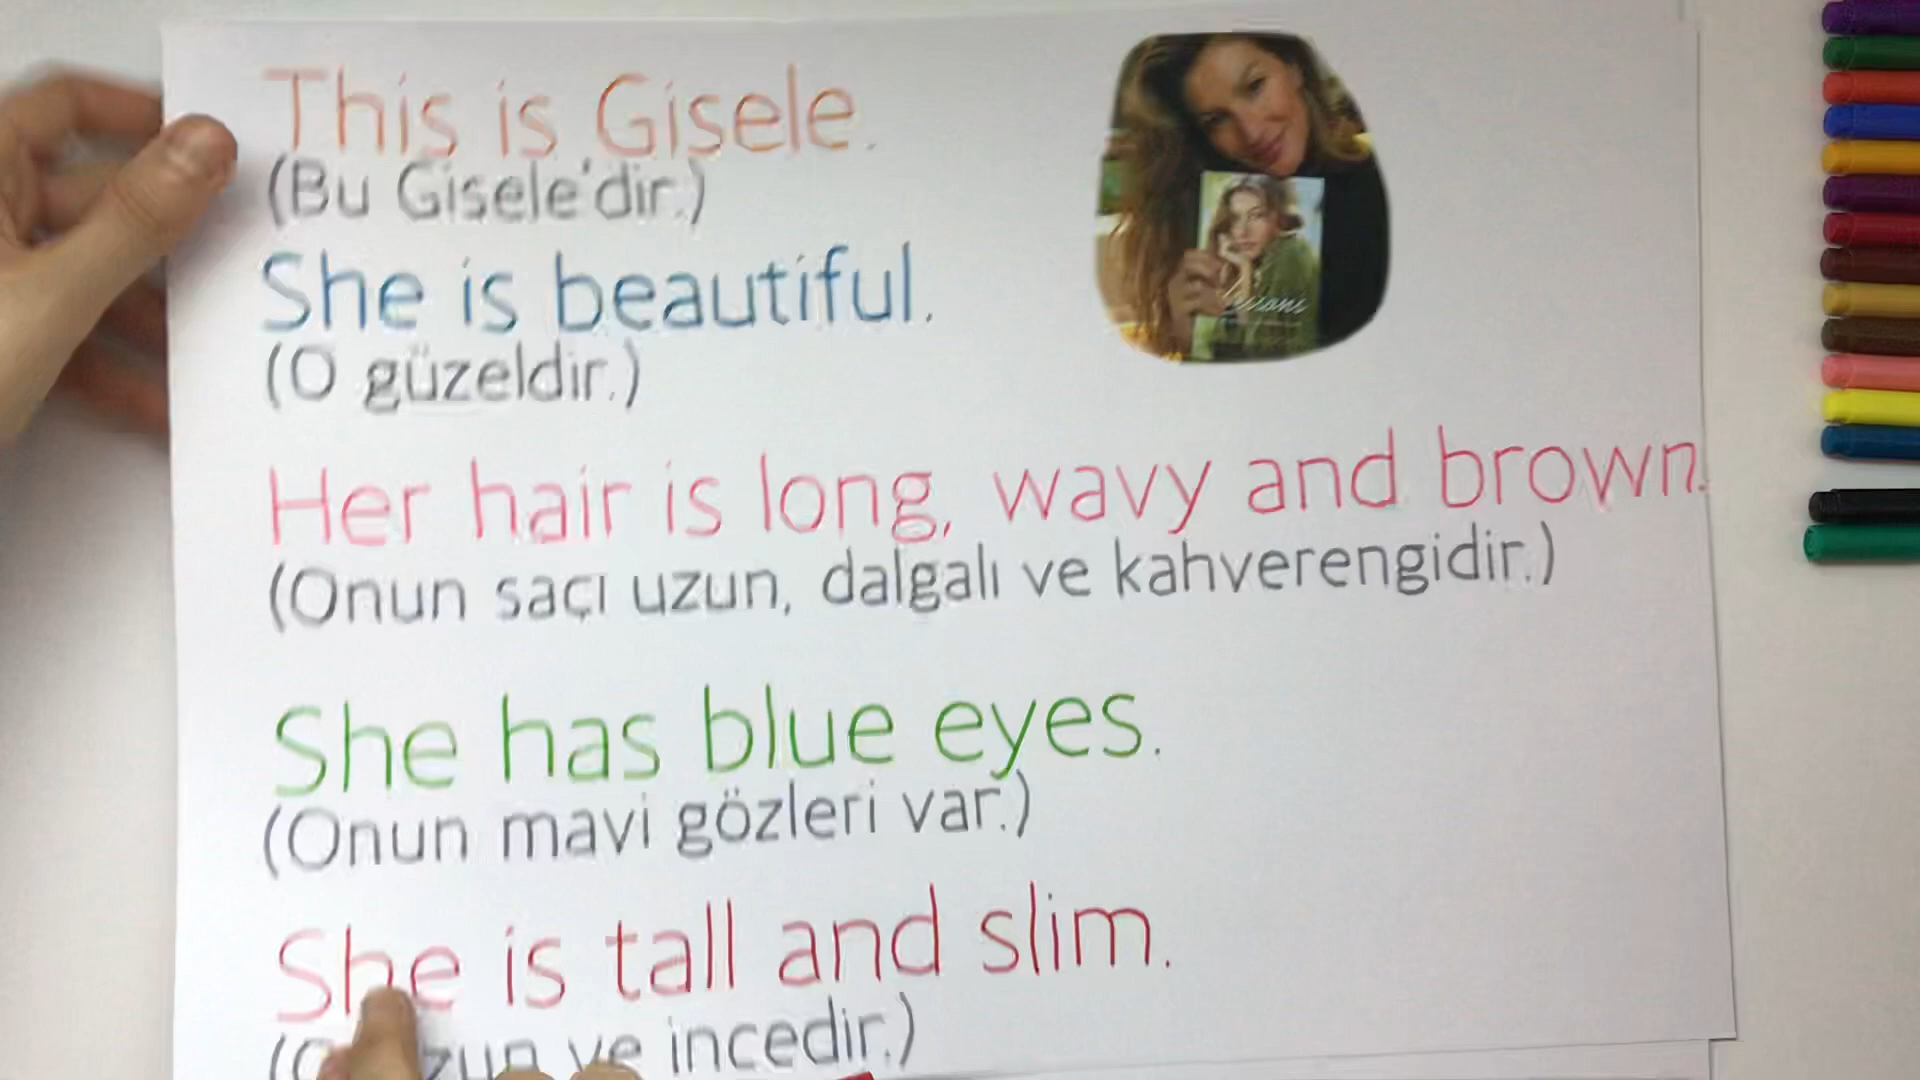 This is Gisele.
(Bu Gisele'dir.)
She is beautiful.
(O güzeldir.)
Her hair is long, wavy and brown.
(Onun saçı uzun, dalgalı ve kahverengidir.)
She has blue eyes.
(Onun mavi gözleri var.)
She is tall and slim.
ve incedir.)